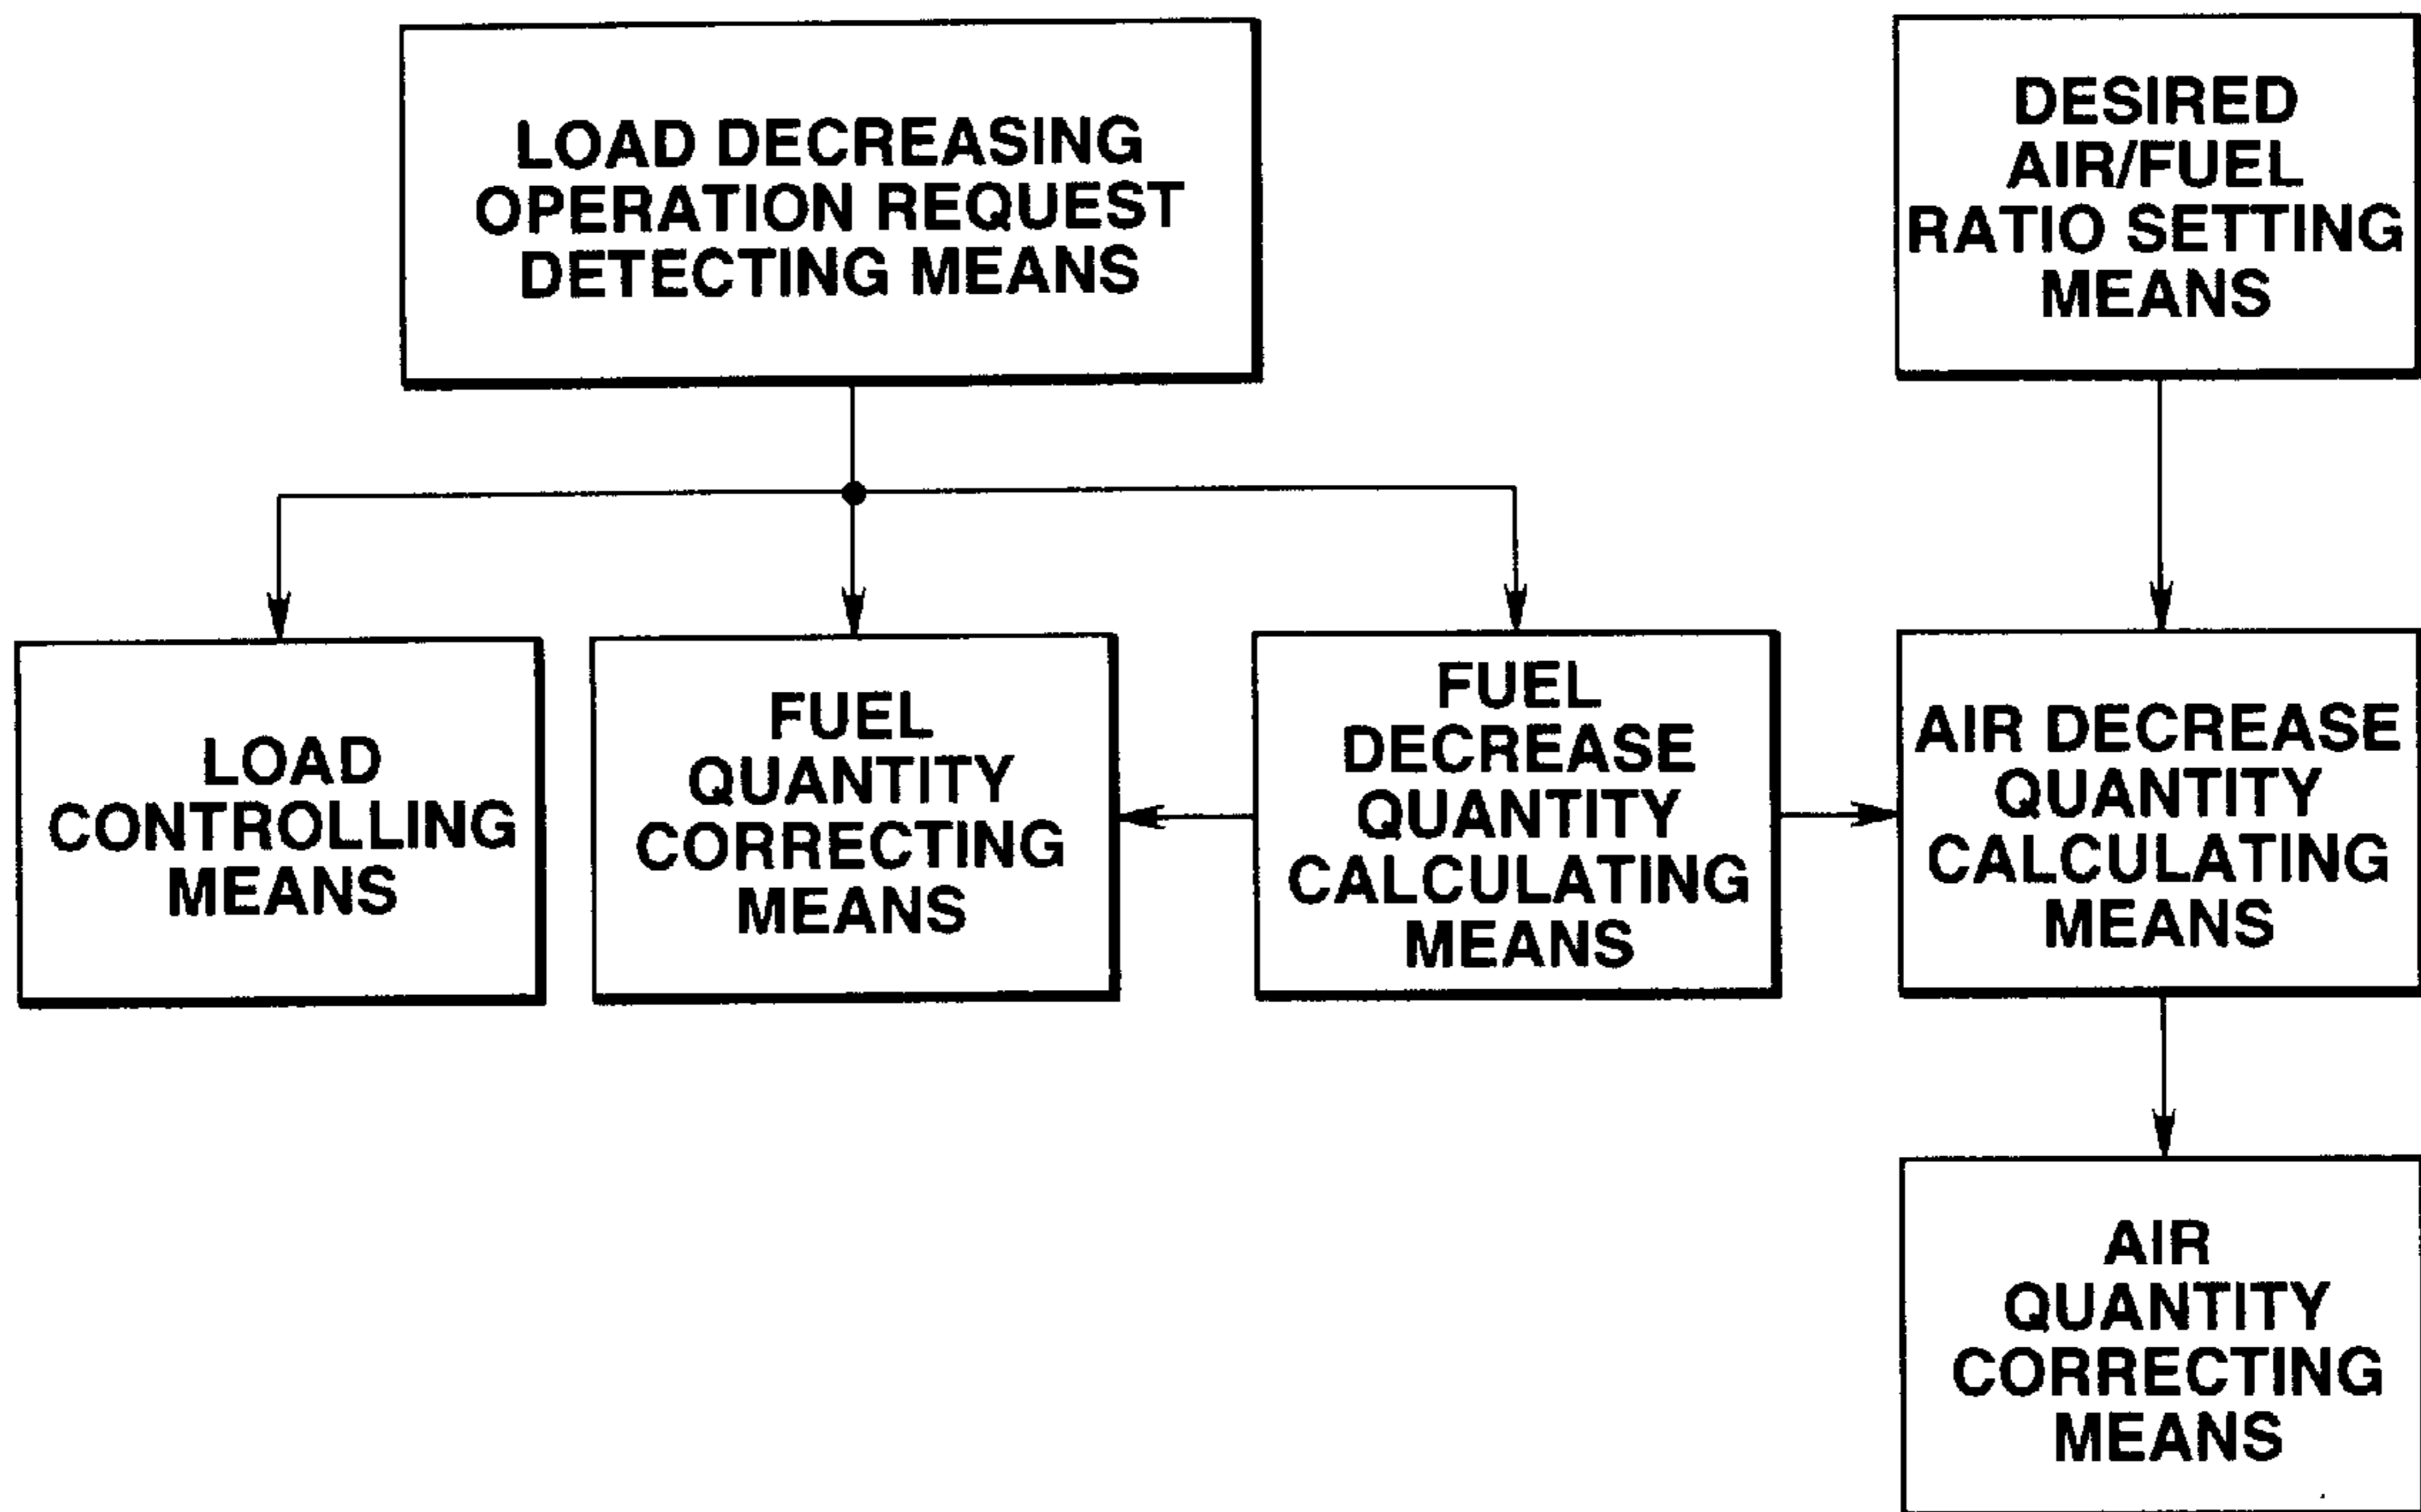 LOAD DECREASING
OPERATION REQUEST
DETECTING MEANS
DESIRED
AIR/FUEL
RATIO SETTING
MEANS
LOAD
CONTROLLING
MEANS
FUEL
QUANTITY
CORRECTING
MEANS
FUEL
DECREASE
QUANTITY
CALCULATING
MEANS
AIR DECREASE
QUANTITY
CALCULATING
MEANS
AIR
QUANTITY
CORRECTING
MEANS